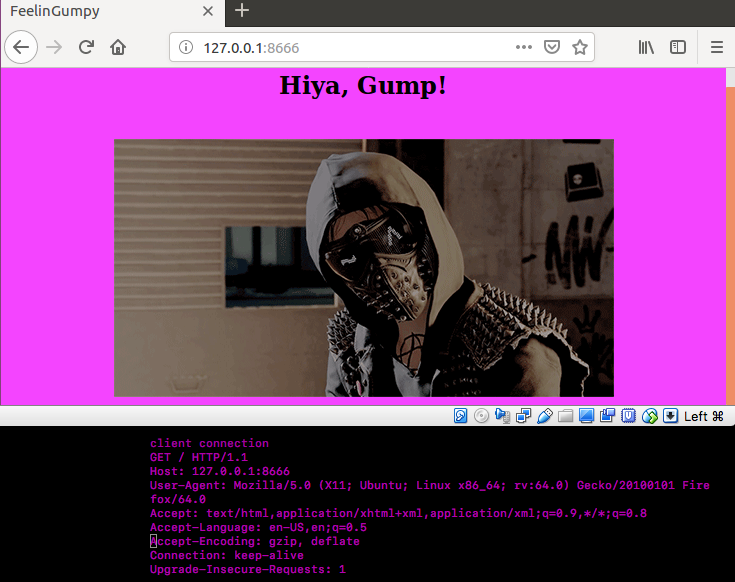 FeelinGumpy
127.0.0.1:8666
Hiya, Gump!
MW
Left ⌘
client connection
GET / HTTP/1.1
Host: 127.0.0.1:8666
User-Agent: Mozilla/5.0 (X11; Ubuntu; Linux x86_64; rv:64.0) Gecko/20100101 Fire
fox/64.0
Accept: text/html,application/xhtml+xml,application/xml;q=0.9,*/*;q=0.8
Accept-Language: en-US,en;q=0.5
Accept-Encoding: gzip, deflate
Connection: keep-alive
Upgrade-Insecure-Requests: 1